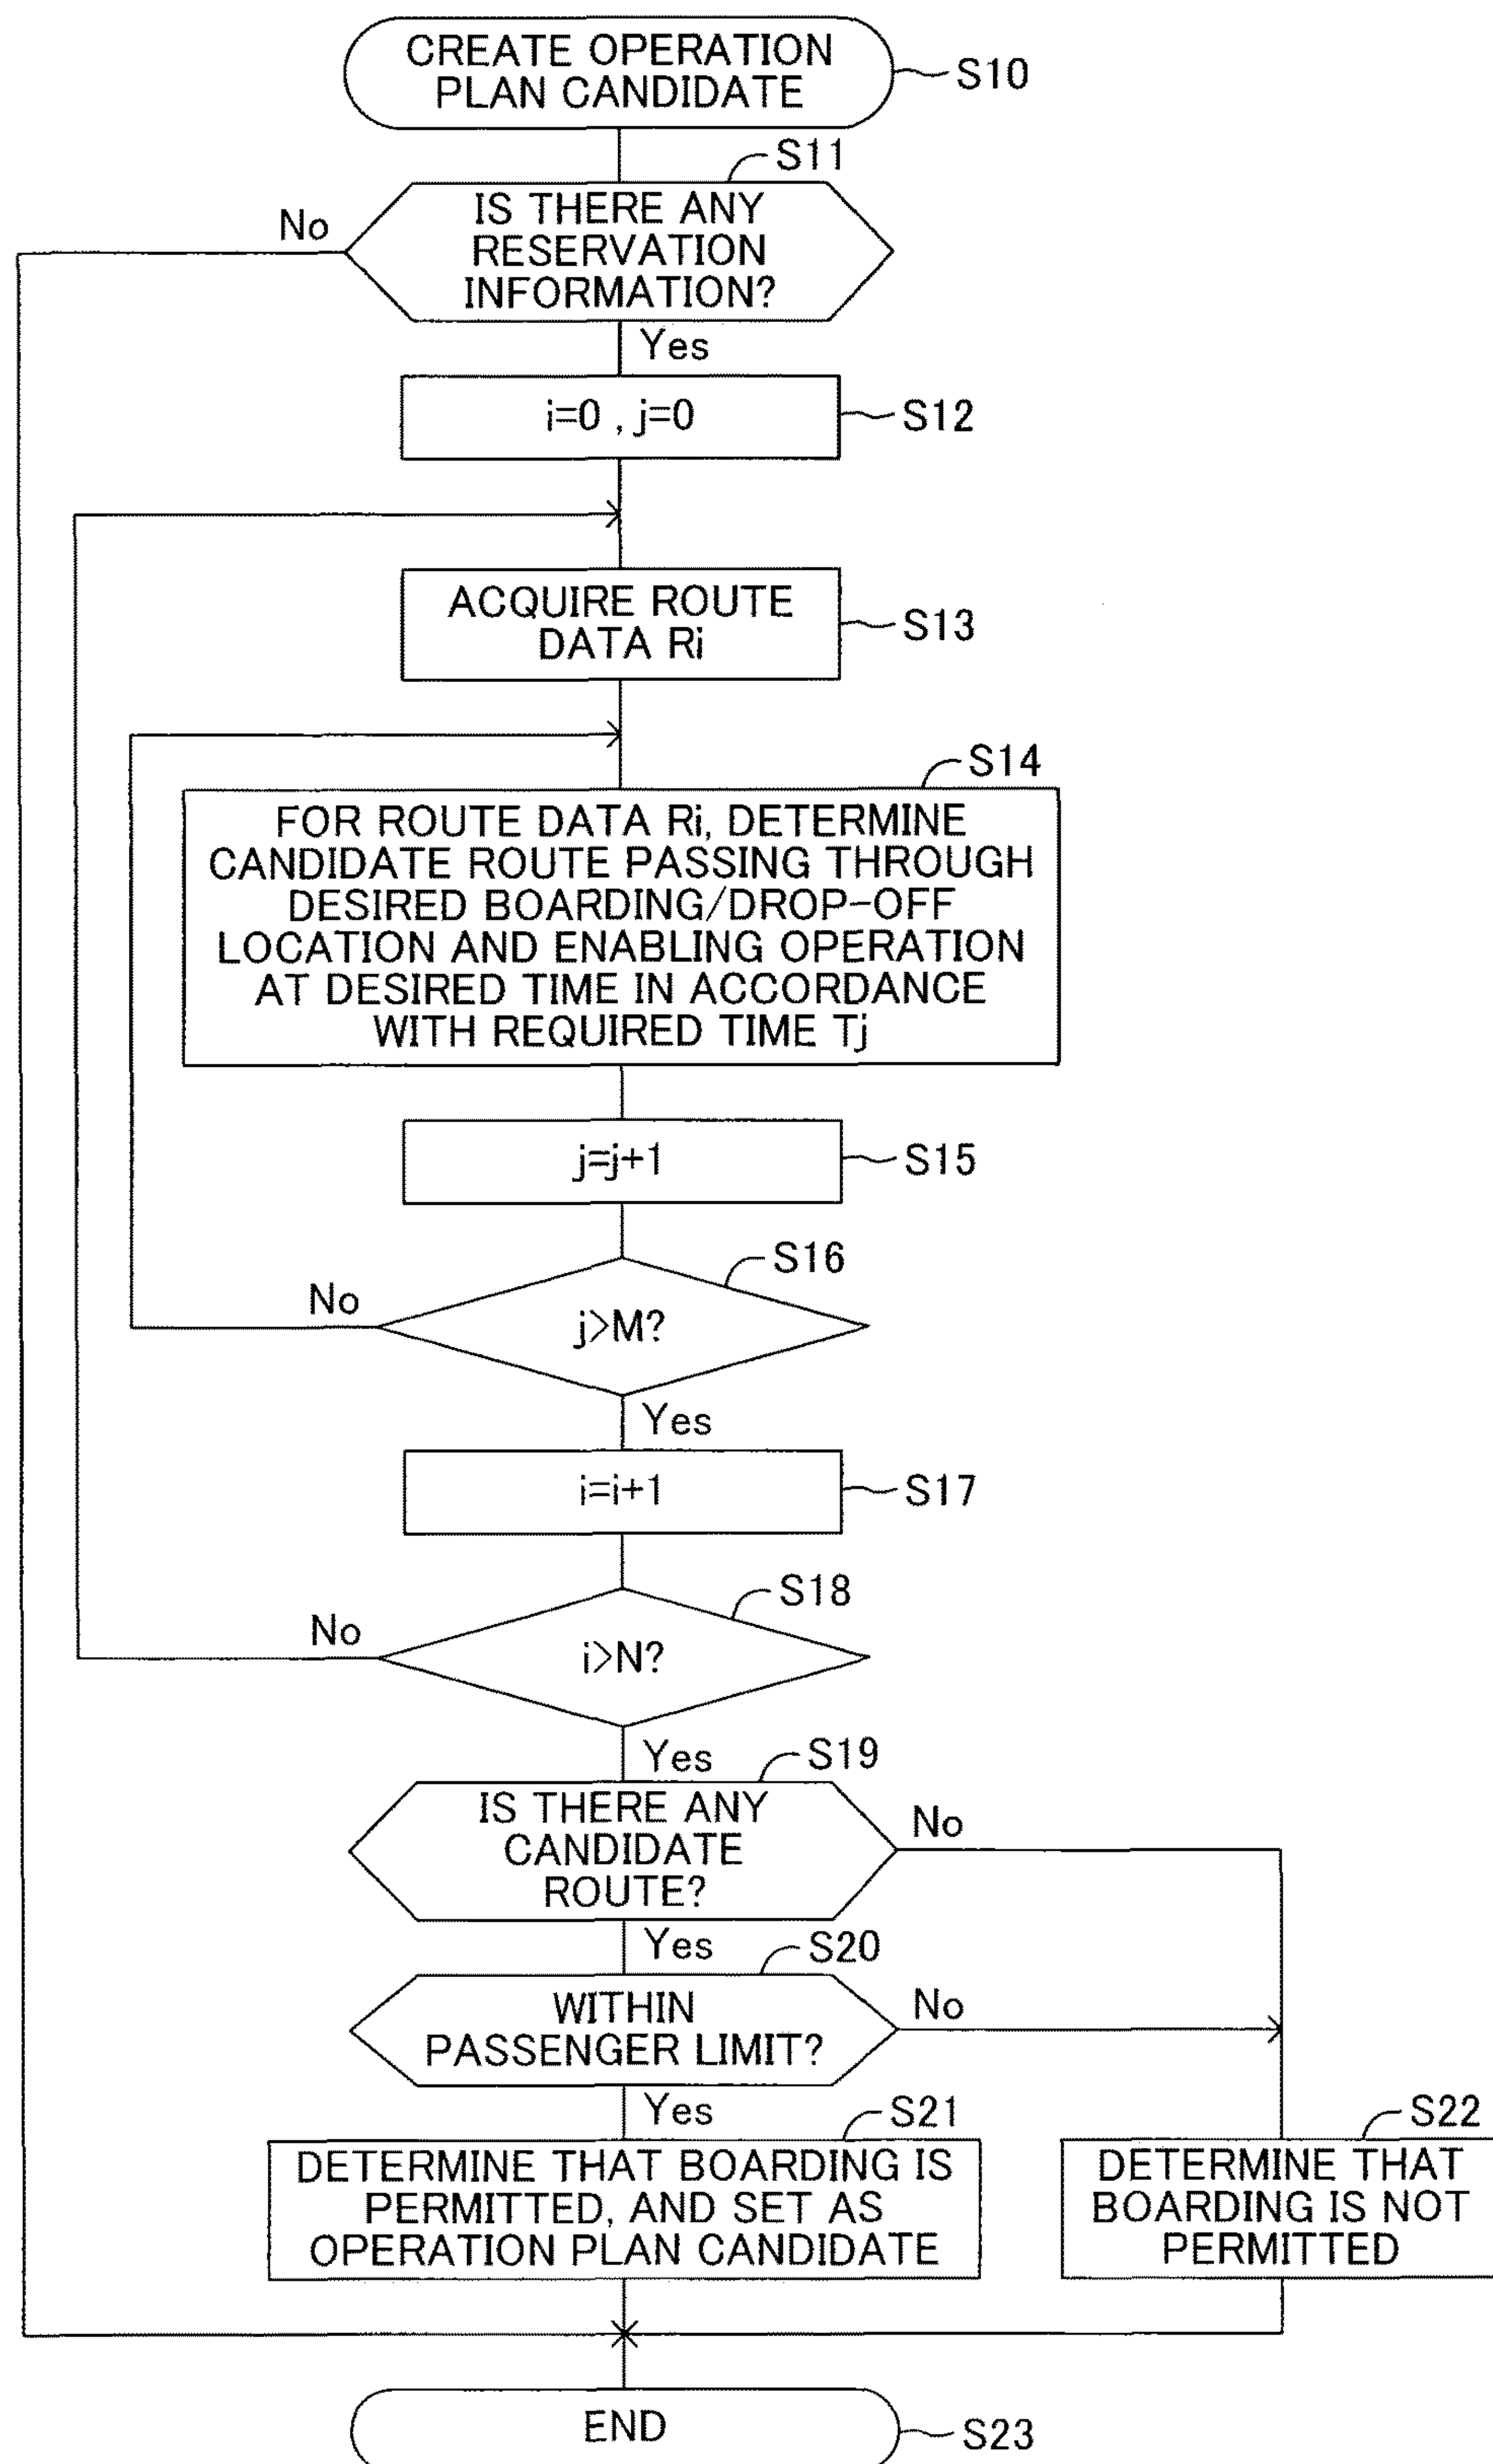 CREATE OPERATION
PLAN CANDIDATE
S10
S11
IS THERE ANY
RESERVATION
INFORMATION?
No
Yes
i=0 , j=0
S12
ACQUIRE ROUTE
DATA Ri
S13
S14
FOR ROUTE DATA Ri, DETERMINE
CANDIDATE ROUTE PASSING THROUGH
DESIRED BOARDING/DROP-OFF
LOCATION AND ENABLING OPERATION
AT DESIRED TIME IN ACCORDANCE
WITH REQUIRED TIME Tj
j=j+1
S15
S16
No
j>M?
Yes
i=i+1
S17
S18
No
i>N?
Yes
S19
IS THERE ANY
CANDIDATE
ROUTE?
No
Yes
S20
WITHIN
PASSENGER LIMIT?
No
Yes
S21
DETERMINE THAT BOARDING IS
PERMITTED, AND SET AS
OPERATION PLAN CANDIDATE
S22
DETERMINE THAT
BOARDING IS NOT
PERMITTED
END
S23